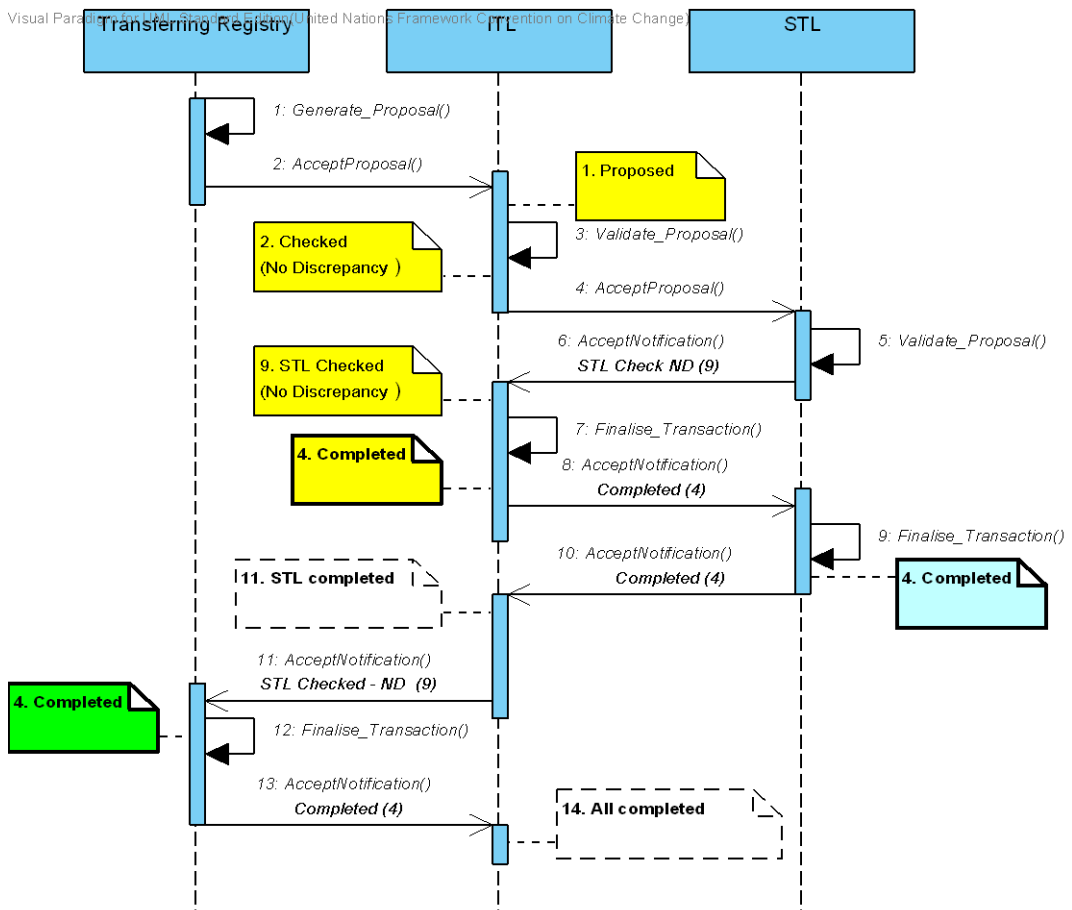 Visual Paradigm for UML Standard Edition(United Nations Framework Convention on Climate Change)
Transferring Registry
ITL
STL
1: Generate_Proposal()
2: AcceptProposal()
1. Proposed
2. Checked
(No Discrepancy )
3: Validate_Proposal()
4: AcceptProposal()
6: AcceptNotification()
STL Check ND (9)
5: Validate_Proposal()
9. STL Checked
(No Discrepancy )
7: Finalise_Transaction()
4. Completed
8: AcceptNotification()
Completed (4)
9: Finalise_Transaction()
10: AcceptNotification()
Completed (4)
11. STL completed
4. Completed
11: AcceptNotification()
STL Checked - ND (9)
4. Completed
12: Finalise_Transaction()
13: AcceptNotification()
Completed (4)
14. All completed